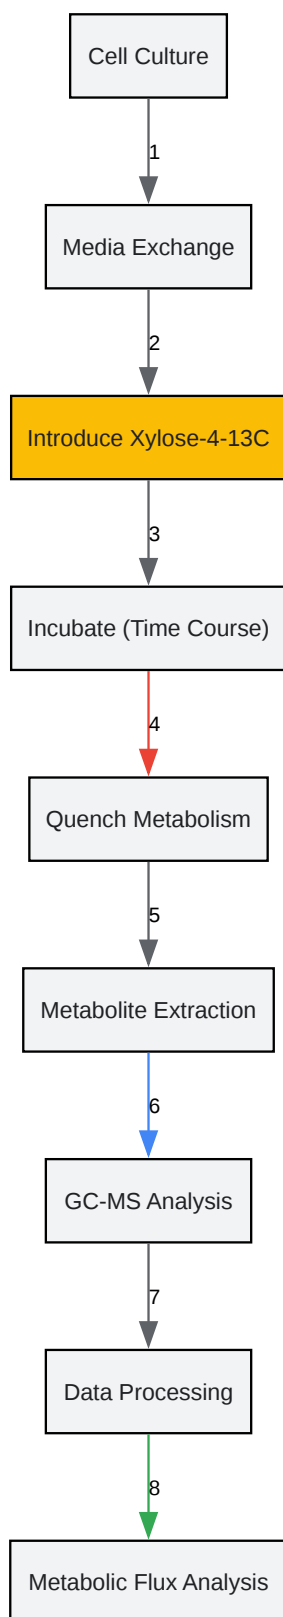 Cell Culture
1
Media Exchange
2
Introduce Xylose-4-13C
3
Incubate (Time Course)
4
Quench Metabolism
5
Metabolite Extraction
6
GC-MS Analysis
7
Data Processing
8
Metabolic Flux Analysis